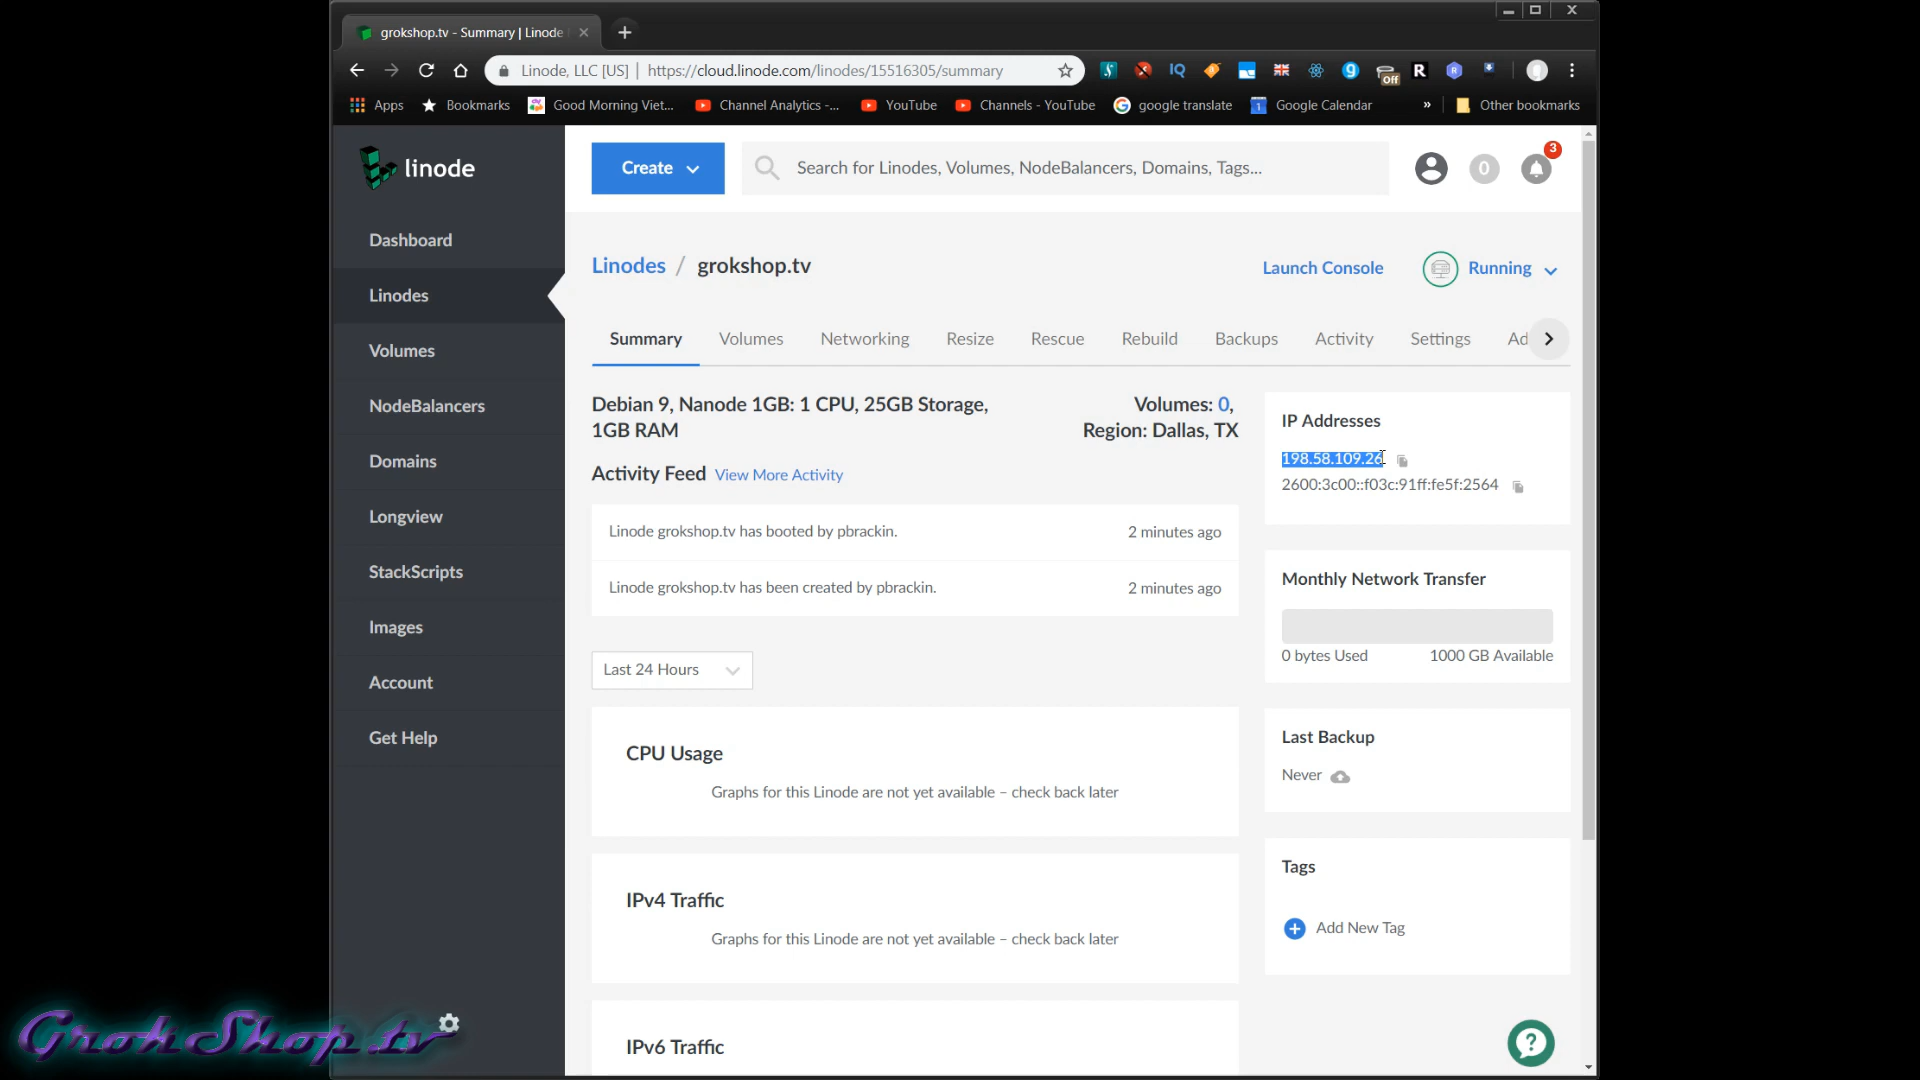 grokshop.tv - Summary | Linode
Linode, LLC [US] | https://cloud.linode.com/linodes/15516305/summary
IQ
Off
R
Apps
Bookmarks
Good Morning Viet...
Channel Analytics -...
YouTube
Channels - YouTube
google translate
Google Calendar
»
Other bookmarks
linode
Create
Search for Linodes, Volumes, NodeBalancers, Domains, Tags...
0
3
Dashboard
Linodes
Volumes
NodeBalancers
Domains
Longview
StackScripts
Images
Account
Get Help
Linodes / grokshop.tv
Launch Console
Running
Summary
Volumes
Networking
Resize
Rescue
Rebuild
Backups
Activity
Settings
Ad
Debian 9, Nanode 1GB: 1 CPU, 25GB Storage,
1GB RAM
Volumes: 0,
Region: Dallas, TX
Activity Feed View More Activity
Linode grokshop.tv has booted by pbrackin.
2 minutes ago
Linode grokshop.tv has been created by pbrackin.
2 minutes ago
Last 24 Hours
CPU Usage
Graphs for this Linode are not yet available – check back later
IPv4 Traffic
Graphs for this Linode are not yet available – check back later
IPv6 Traffic
IP Addresses
198.58.109.26
2600:3c00::f03c:91ff:fe5f:2564
Monthly Network Transfer
0 bytes Used
1000 GB Available
Last Backup
Never
Tags
Add New Tag
?
GrokShop.tv